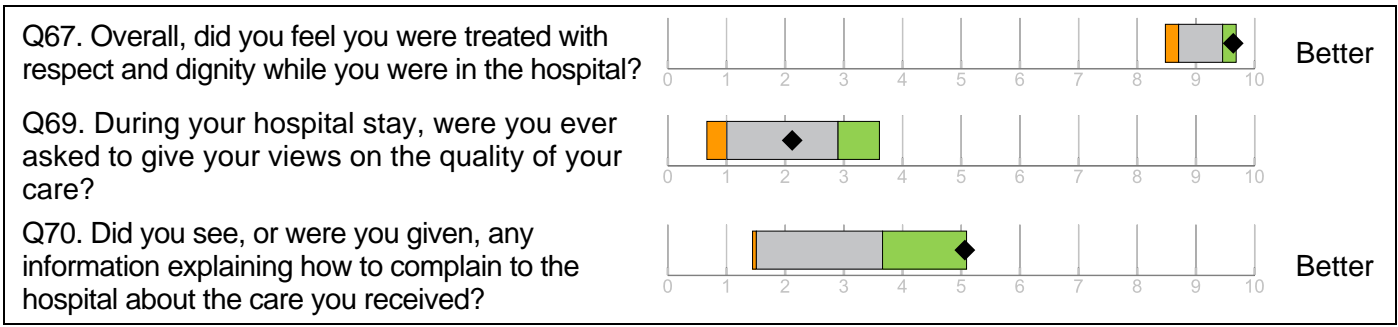 Q67. Overall, did you feel you were treated with
respect and dignity while you were in the hospital?
0 1 2 3 4 5 6 7 8 9 10
Better
Q69. During your hospital stay, were you ever
asked to give your views on the quality of your
care?
0 1 2 3 4 5 6 7 8 9 10
Q70. Did you see, or were you given, any
information explaining how to complain to the
hospital about the care you received?
0 1 2 3 4 5 6 7 8 9 10
Better